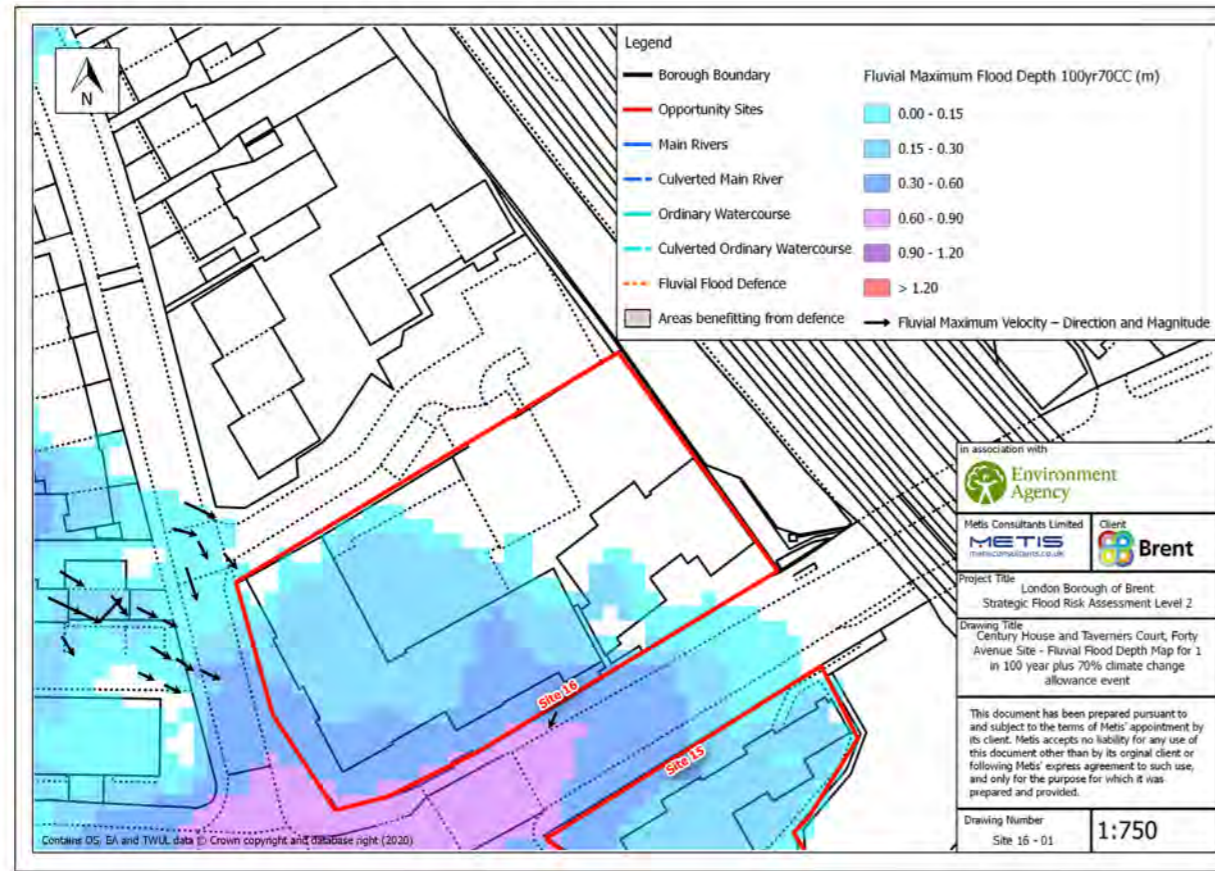 N
Legend
Borough Boundary
Opportunity Sites
Main Rivers
Culverted Main River
Ordinary Watercourse
Culverted Ordinary Watercourse
Fluvial Flood Defence
Areas benefitting from defence
Fluvial Maximum Flood Depth 100yr70CC (m)
0.00 - 0.15
0.15 - 0.30
0.30 - 0.60
0.60 - 0.90
0.90 - 1.20
> 1.20
Fluvial Maximum Velocity – Direction and Magnitude
Site 16
Site 15
Contains OS, EA and TWUL data © Crown copyright and database right (2020)
in association with
Environment
Agency
Metis Consultants Limited
METIS
metisconsultants.co.uk
Client
Brent
Project Title
London Borough of Brent
Strategic Flood Risk Assessment Level 2
Drawing Title
Century House and Taverners Court, Forty
Avenue Site - Fluvial Flood Depth Map for 1
in 100 year plus 70% climate change
allowance event
This document has been prepared pursuant to
and subject to the terms of Metis' appointment by
its client. Metis accepts no liability for any use of
this document other than by its orginal client or
following Metis' express agreement to such use,
and only for the purpose for which it was
prepared and provided.
Drawing Number
Site 16 - 01
1:750